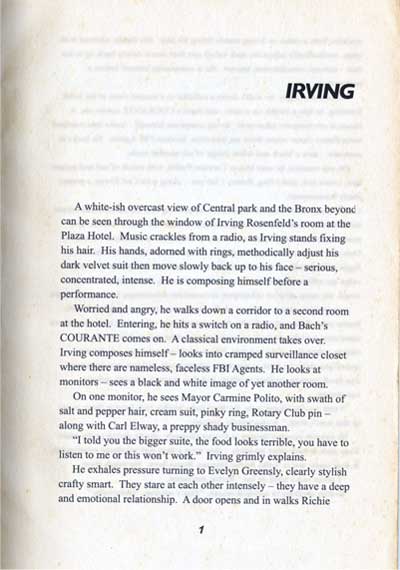 IRVING
A white-ish overcast view of Central park and the Bronx beyond
can be seen through the window of Irving Rosenfeld's room at the
Plaza Hotel. Music crackles from a radio, as Irving stands fixing
his hair. His hands, adorned with rings, methodically adjust his
dark velvet suit then move slowly back up to his face – serious,
concentrated, intense. He is composing himself before a
performance.
Worried and angry, he walks down a corridor to a second room
at the hotel. Entering, he hits a switch on a radio, and Bach's
COURANTE comes on. A classical environment takes over.
Irving composes himself – looks into cramped surveillance closet
where there are nameless, faceless FBI Agents. He looks at
monitors – sees a black and white image of yet another room.
On one monitor, he sees Mayor Carmine Polito, with swath of
salt and pepper hair, cream suit, pinky ring, Rotary Club pin –
along with Carl Elway, a preppy shady businessman.
"I told you the bigger suite, the food looks terrible, you have to
listen to me or this won't work." Irving grimly explains.
He exhales pressure turning to Evelyn Greensly, clearly stylish
crafty smart. They stare at each other intensely – they have a deep
and emotional relationship. A door opens and in walks Richie
1